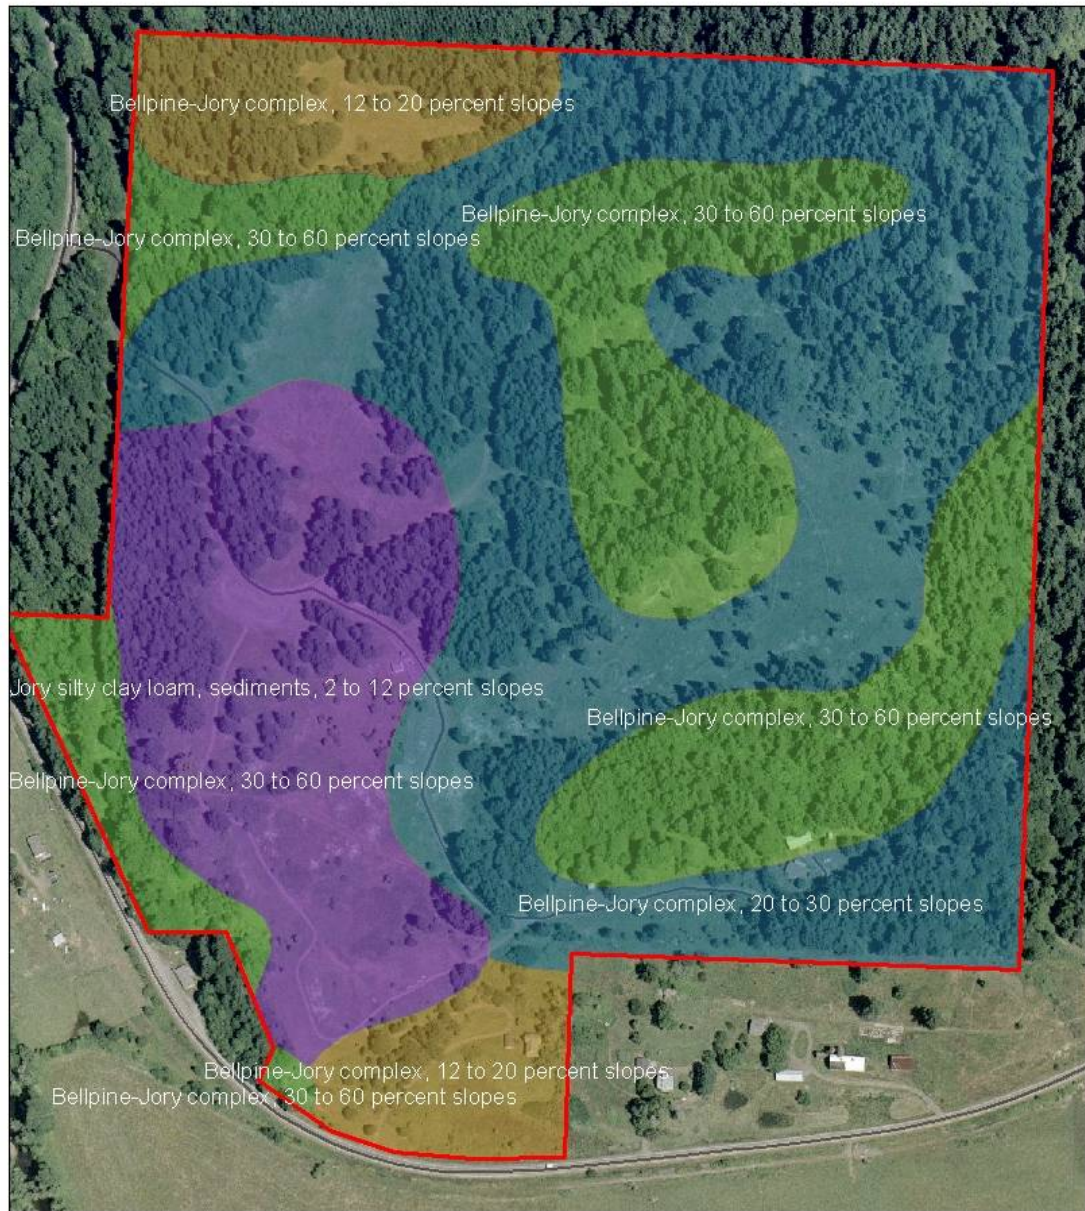 Bellpine-Jory complex, 12 to 20 percent slopes
Bellpine-Jory complex, 30 to 60 percent slopes
Bellpine-Jory complex, 30 to 60 percent slopes
Jory silty clay loam, sediments, 2 to 12 percent slopes
Bellpine-Jory complex, 30 to 60 percent slopes
Bellpine-Jory complex, 30 to 60 percent slopes
Bellpine-Jory complex, 20 to 30 percent slopes
Bellpine-Jory complex, 12 to 20 percent slopes
Bellpine-Jory complex, 30 to 60 percent slopes